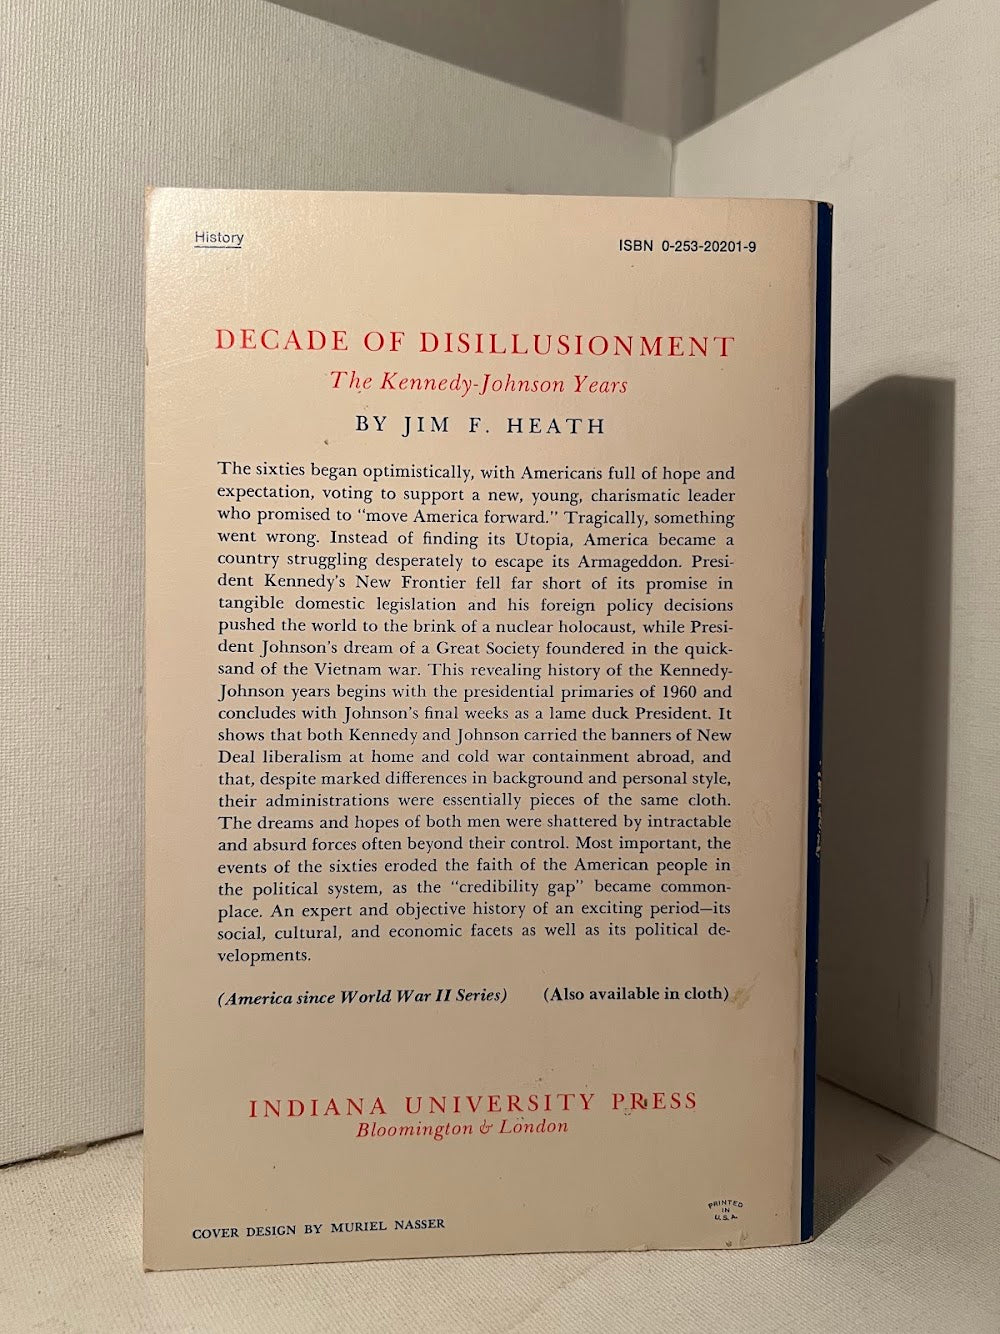 History
ISBN 0-253-20201-9
DECADE OF DISILLUSIONMENT
The Kennedy-Johnson Years
BY JIM F. HEATH
The sixties began optimistically, with Americans full of hope and
expectation, voting to support a new, young, charismatic leader
who promised to “move America forward.” Tragically, something
went wrong. Instead of finding its Utopia, America became a
country struggling desperately to escape its Armageddon. Presi-
dent Kennedy's New Frontier fell far short of its promise in
tangible domestic legislation and his foreign policy decisions
pushed the world to the brink of a nuclear holocaust, while Presi-
dent Johnson's dream of a Great Society foundered in the quick-
sand of the Vietnam war. This revealing history of the Kennedy-
Johnson years begins with the presidential primaries of 1960 and
concludes with Johnson's final weeks as a lame duck President. It
shows that both Kennedy and Johnson carried the banners of New
Deal liberalism at home and cold war containment abroad, and
that, despite marked differences in background and personal style,
their administrations were essentially pieces of the same cloth.
The dreams and hopes of both men were shattered by intractable
and absurd forces often beyond their control. Most important, the
events of the sixties eroded the faith of the American people in
the political system, as the “credibility gap” became common-
place. An expert and objective history of an exciting period—its
social, cultural, and economic facets as well as its political de-
velopments.
(America since World War II Series) (Also available in cloth)
INDIANA UNIVERSITY PRESS
Bloomington & London
COVER DESIGN BY MURIEL NASSER
PRINTED
IN
U.S.A.